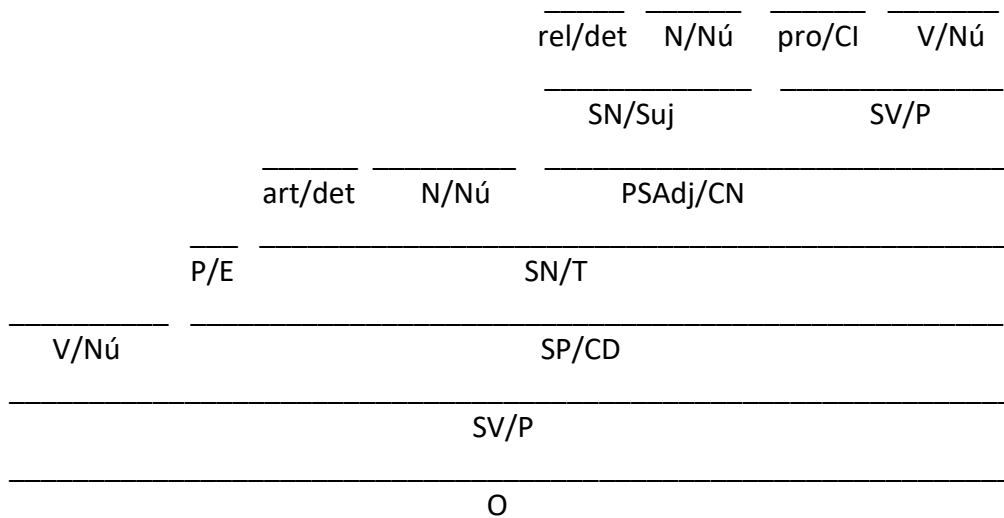 rel/det N/Nú pro/CI V/Nú
SN/Suj SV/P
art/det N/Nú PSAdj/CN
P/E SN/T
V/Nú SP/CD
SV/P
O